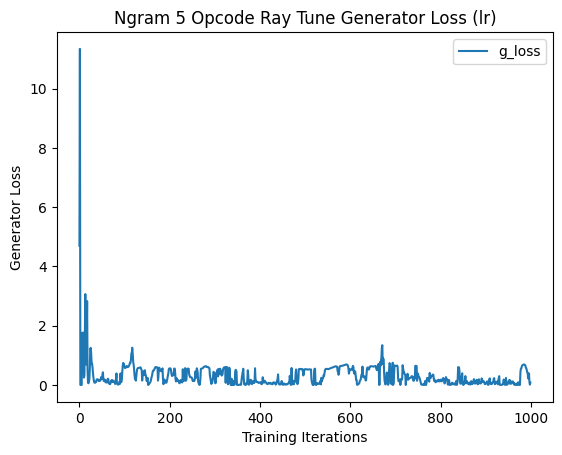 Ngram 5 Opcode Ray Tune Generator Loss (lr)
g_loss
Generator Loss
10
8
6
4
2
0
0 200 400 600 800 1000
Training Iterations